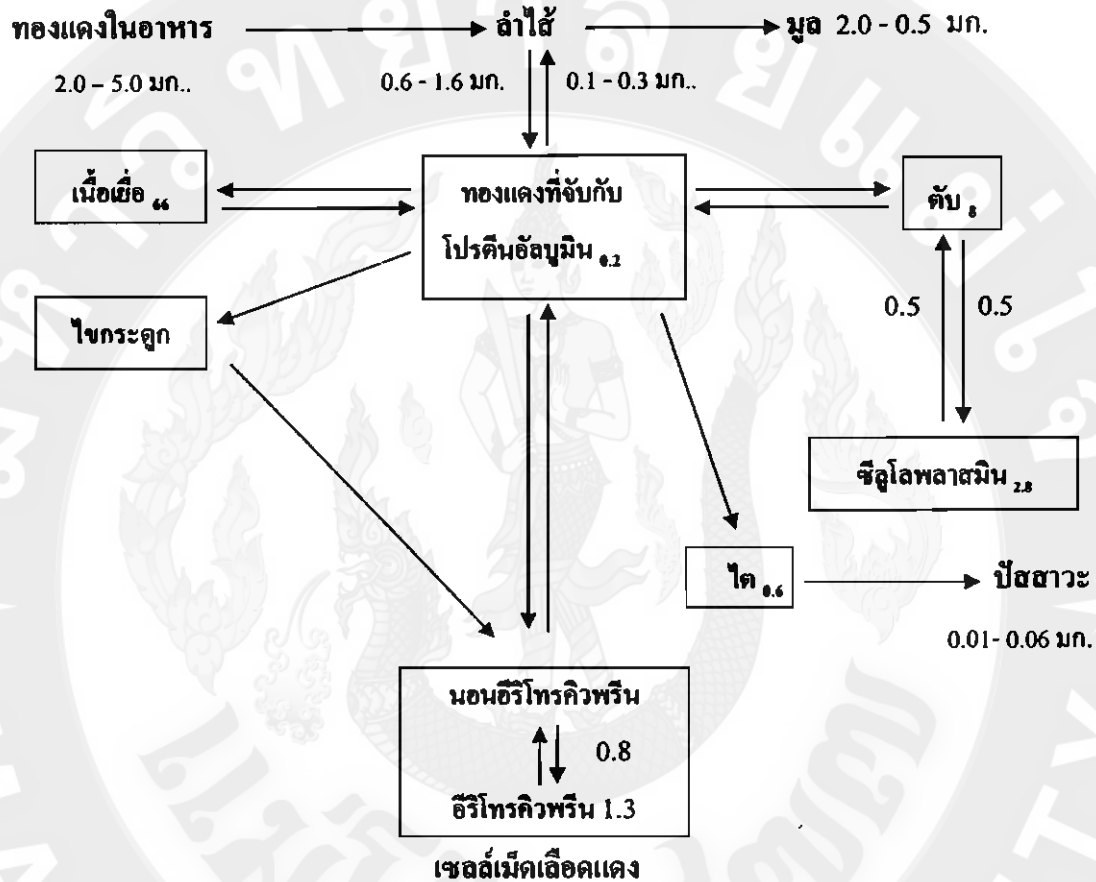 ทองแดงในอาหาร ลำไส้ มูล 2.0 - 0.5 มก.
2.0 – 5.0 มก.. 0.6 - 1.6 มก. 0.1 - 0.3 มก..
เนื้อเยื่อ 66
ทองแดงที่จับกับ
โปรตีนอัลบูมิน 0.2
ตับ 8
ไขกระดูก
0.5 0.5
ซีลูโลพลาสมิน 2.8
ไต 0.6
ปัสสาวะ
0.01- 0.06 มก.
นอนอีริโทรคิวพรีน
0.8
อีริโทรคิวพรีน 1.3
เซลล์เม็ดเลือดแดง